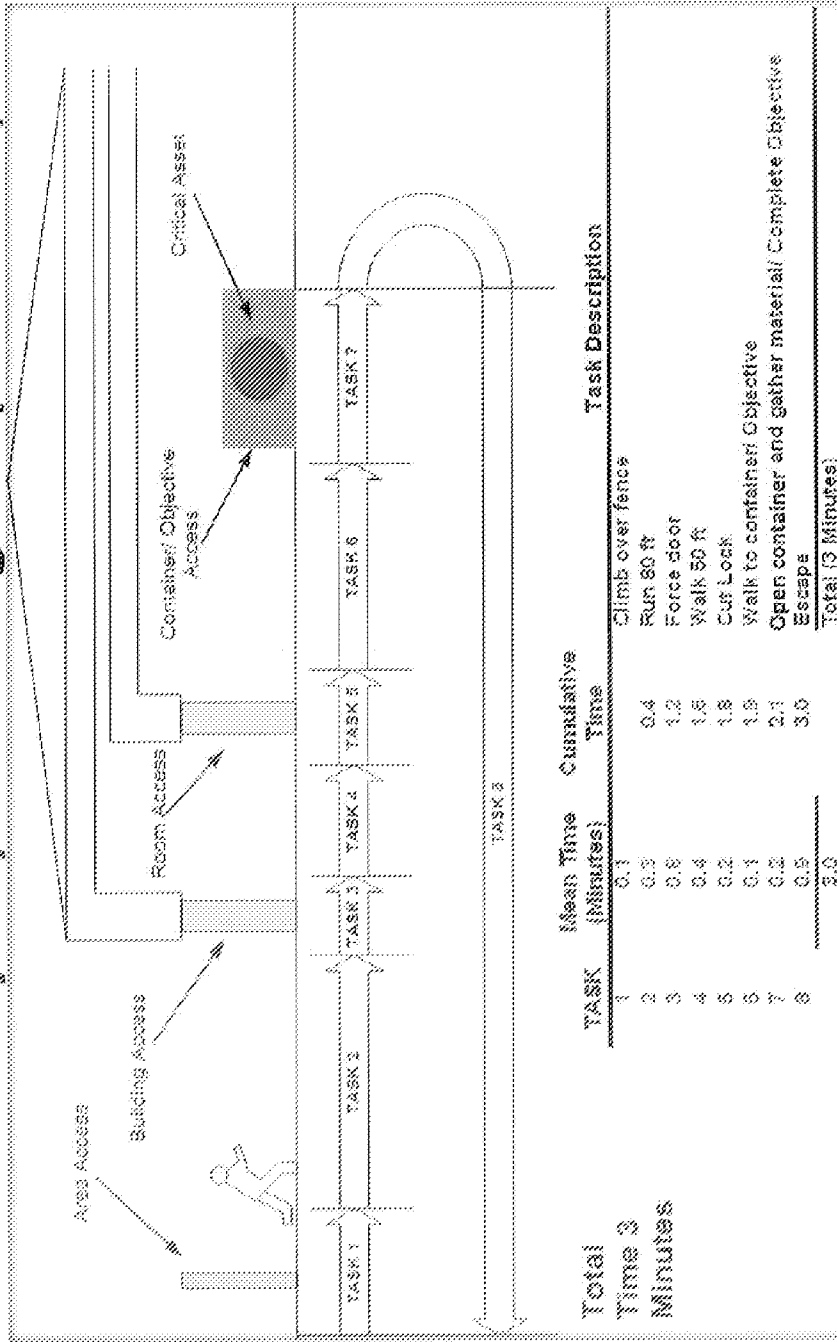 Area Access
Building Access
Room Access
Container/ Objective
Access
Critical Asset
TASK 1
TASK 2
TASK 3
TASK 4
TASK 5
TASK 6
TASK 7
TASK 8
Total
Time 3
Minutes
TASK Mean Time (Minutes) Cumulative Time Task Description
1 0.1 Climb over fence
2 0.3 0.4 Run 80 ft
3 0.8 1.2 Force door
4 0.4 1.6 Walk 50 ft
5 0.2 1.8 Cut Lock
6 0.1 1.9 Walk to container/ Objective
7 0.2 2.1 Open container and gather material/ Complete Objective
8 0.9 3.0 Escape
3.0 Total (3 Minutes)